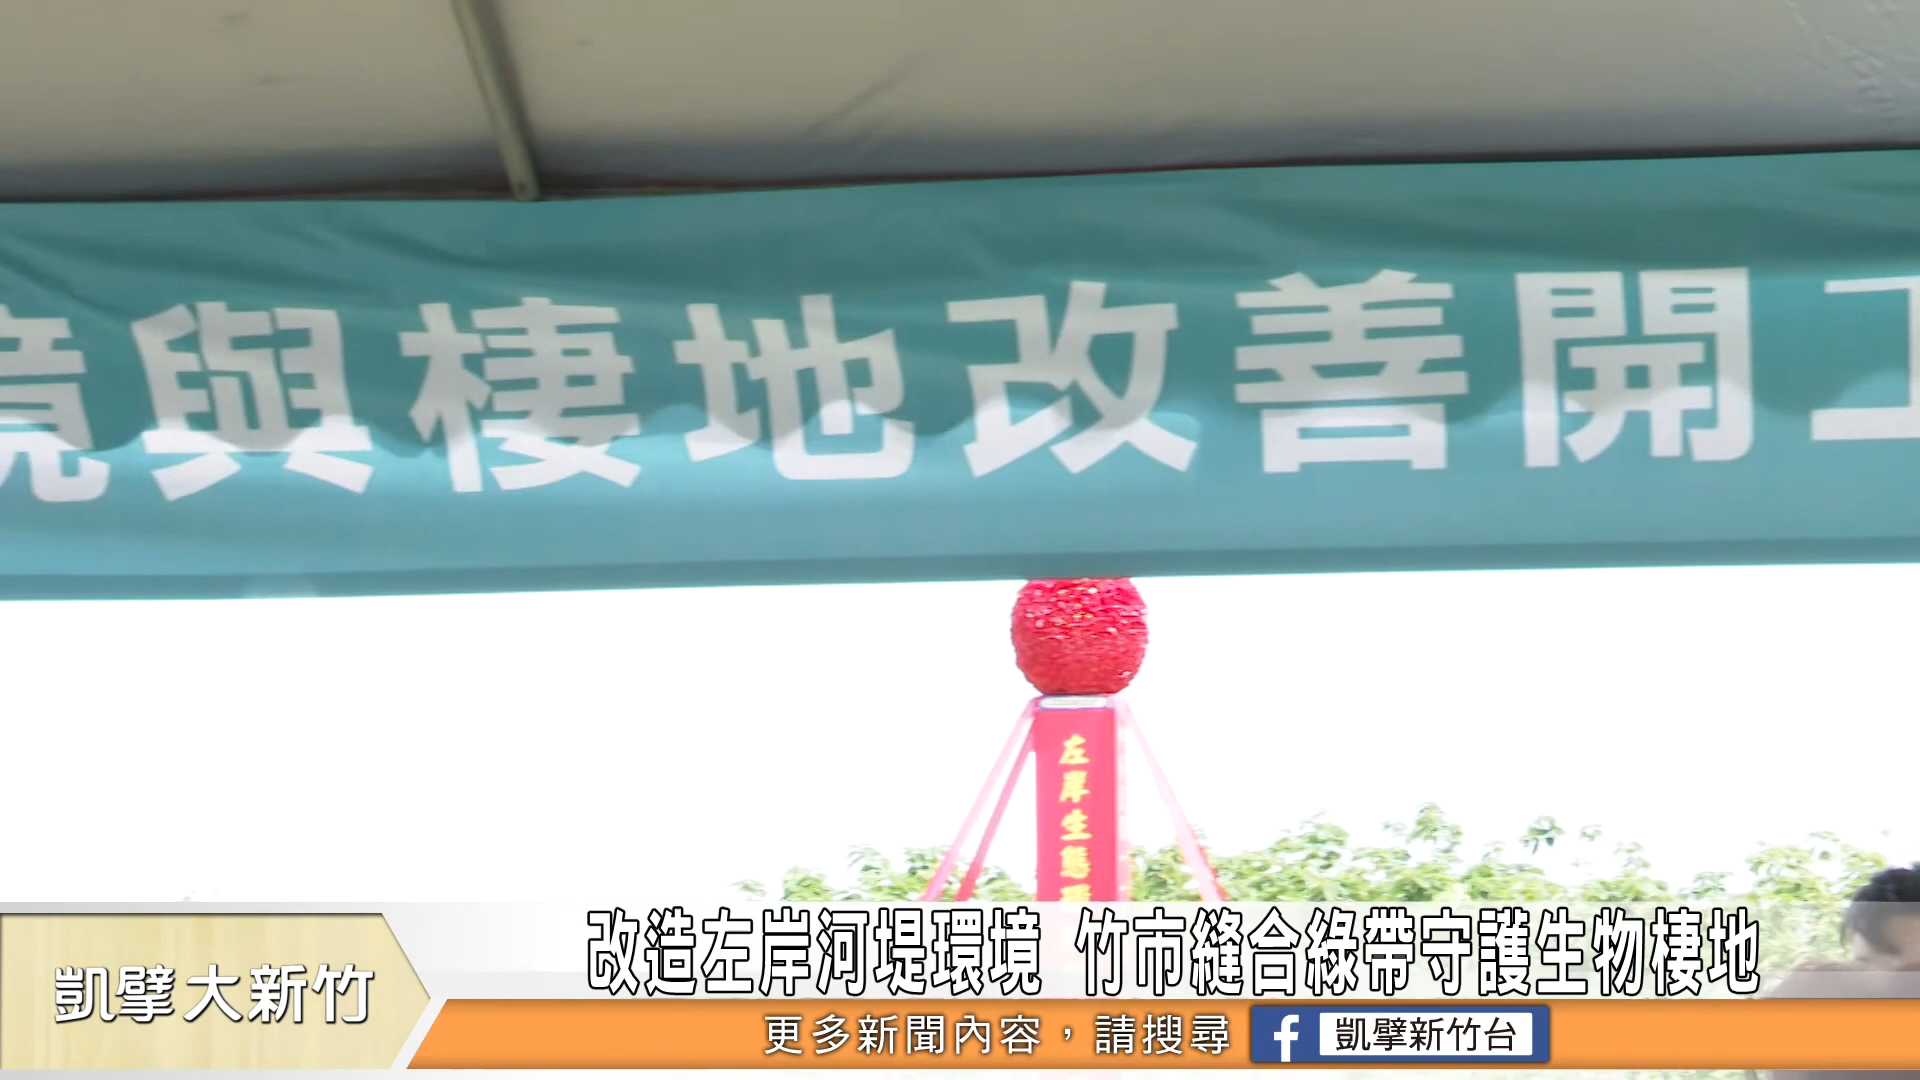 境與棲地改善開工
左岸生態環
改造左岸河堤環境 竹市縫合綠帶守護生物棲地
凱擘大新竹
更多新聞內容，請搜尋 凱擘新竹台